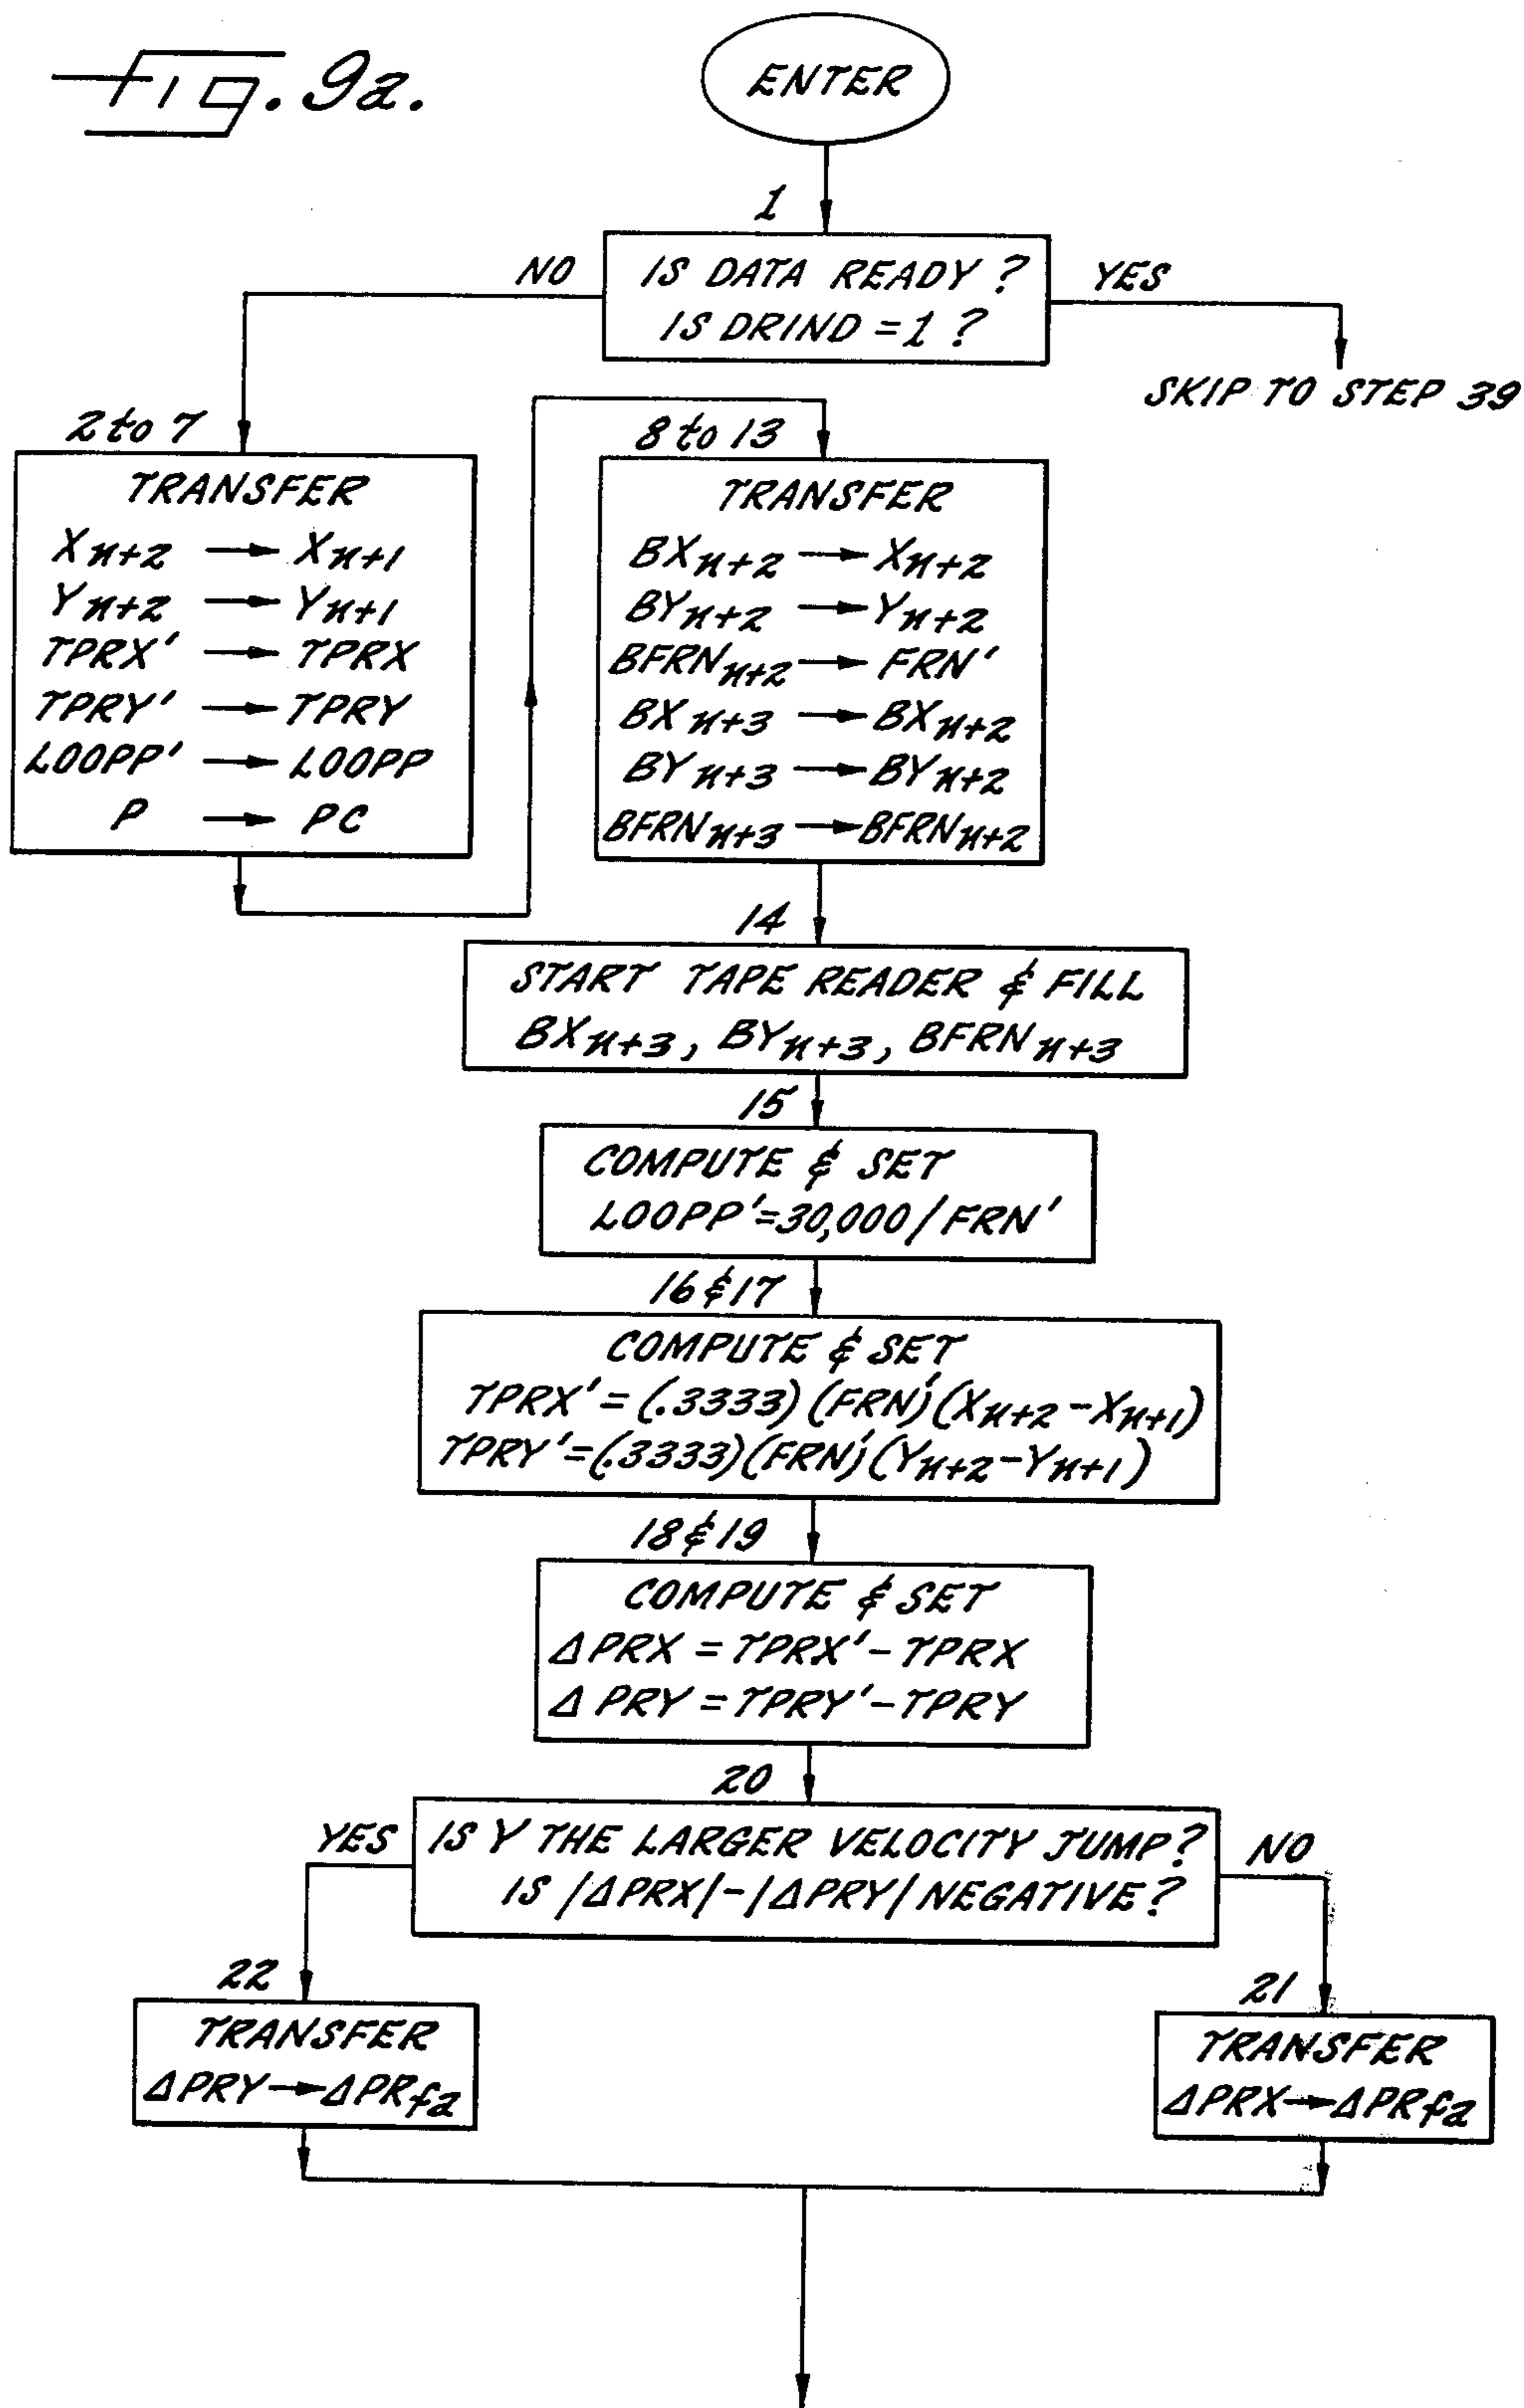 Fig. 9a.
ENTER
1
IS DATA READY ?
IS DRIND = 1 ?
NO
YES
SKIP TO STEP 39
2 to 7
TRANSFER
Xn+2 → Xn+1
Yn+2 → Yn+1
TPRX' → TPRX
TPRY' → TPRY
LOOPP' → LOOPP
P → PC
8 to 13
TRANSFER
BXn+2 → Xn+2
BYn+2 → Yn+2
BFRNn+2 → FRN'
BXn+3 → BXn+2
BYn+3 → BYn+2
BFRNn+3 → BFRNn+2
14
START TAPE READER & FILL
BXn+3, BYn+3, BFRNn+3
15
COMPUTE & SET
LOOPP'=30,000/FRN'
16&17
COMPUTE & SET
TPRX'=(.3333)(FRN')(Xn+2-Xn+1)
TPRY'=(.3333)(FRN')(Yn+2-Yn+1)
18&19
COMPUTE & SET
ΔPRX = TPRX'-TPRX
ΔPRY = TPRY'-TPRY
20
IS Y THE LARGER VELOCITY JUMP?
IS |ΔPRX|-|ΔPRY| NEGATIVE?
YES
NO
22
TRANSFER
ΔPRY→ΔPRfa
21
TRANSFER
ΔPRX→ΔPRfa